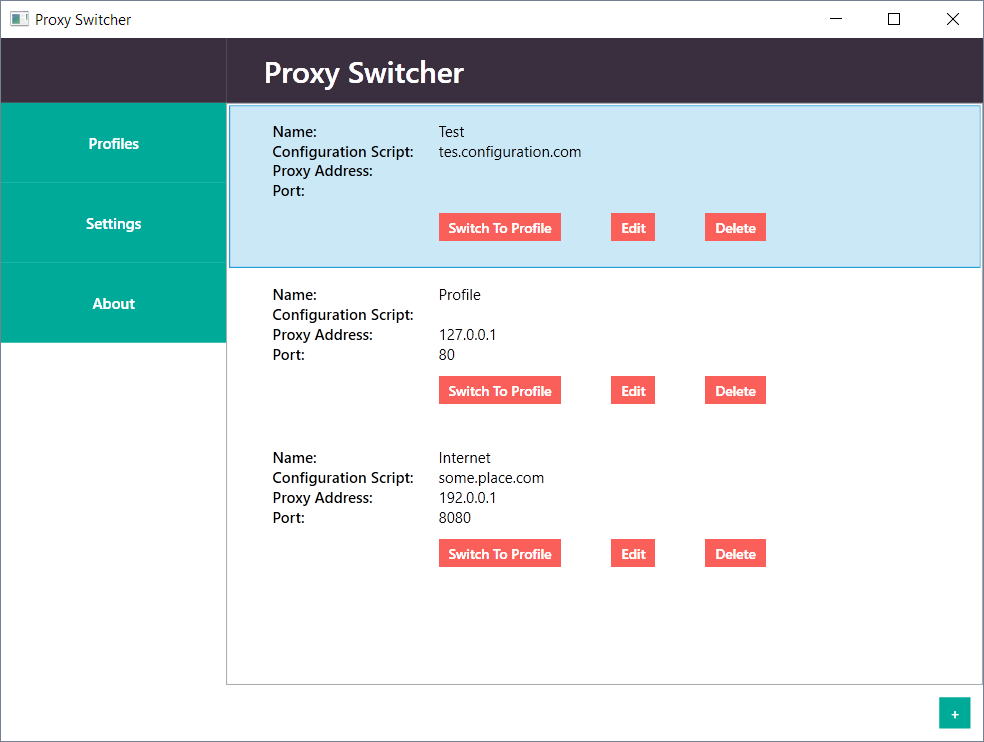 Proxy Switcher
Proxy Switcher
Profiles
Settings
About
Name: Test
Configuration Script: tes.configuration.com
Proxy Address:
Port:
Switch To Profile Edit Delete
Name: Profile
Configuration Script:
Proxy Address: 127.0.0.1
Port: 80
Switch To Profile Edit Delete
Name: Internet
Configuration Script: some.place.com
Proxy Address: 192.0.0.1
Port: 8080
Switch To Profile Edit Delete
+